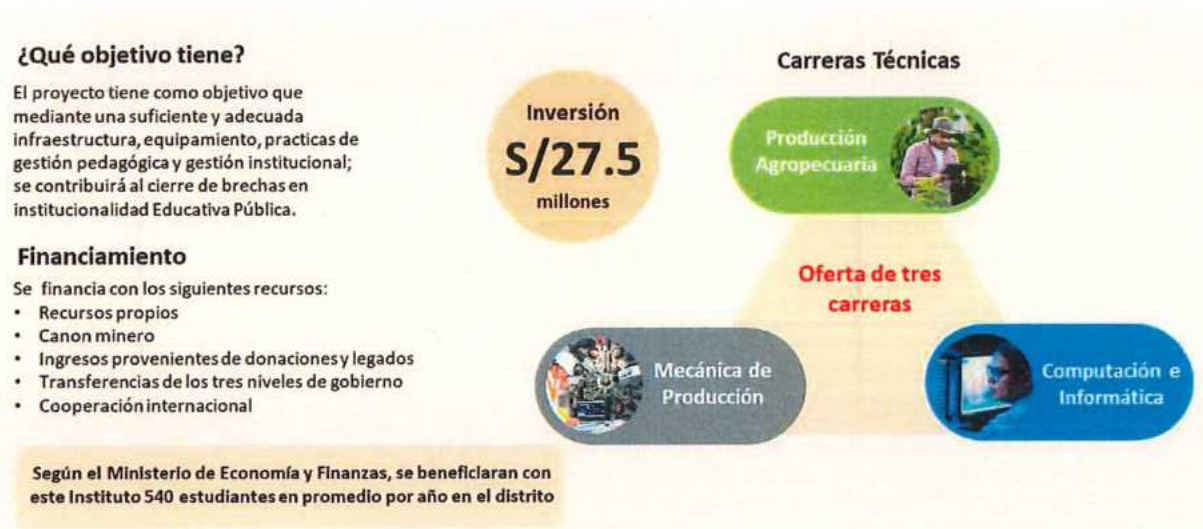 ¿Qué objetivo tiene?
El proyecto tiene como objetivo que
mediante una suficiente y adecuada
infraestructura, equipamiento, practicas de
gestión pedagógica y gestión institucional;
se contribuirá al cierre de brechas en
institucionalidad Educativa Pública.
Financiamiento
Se financia con los siguientes recursos:
• Recursos propios
• Canon minero
• Ingresos provenientes de donaciones y legados
• Transferencias de los tres niveles de gobierno
• Cooperación internacional
Según el Ministerio de Economía y Finanzas, se beneficiaran con
este Instituto 540 estudiantes en promedio por año en el distrito
Inversión
S/27.5
millones
Carreras Técnicas
Producción
Agropecuaria
Oferta de tres
carreras
Mecánica de
Producción
Computación e
Informática